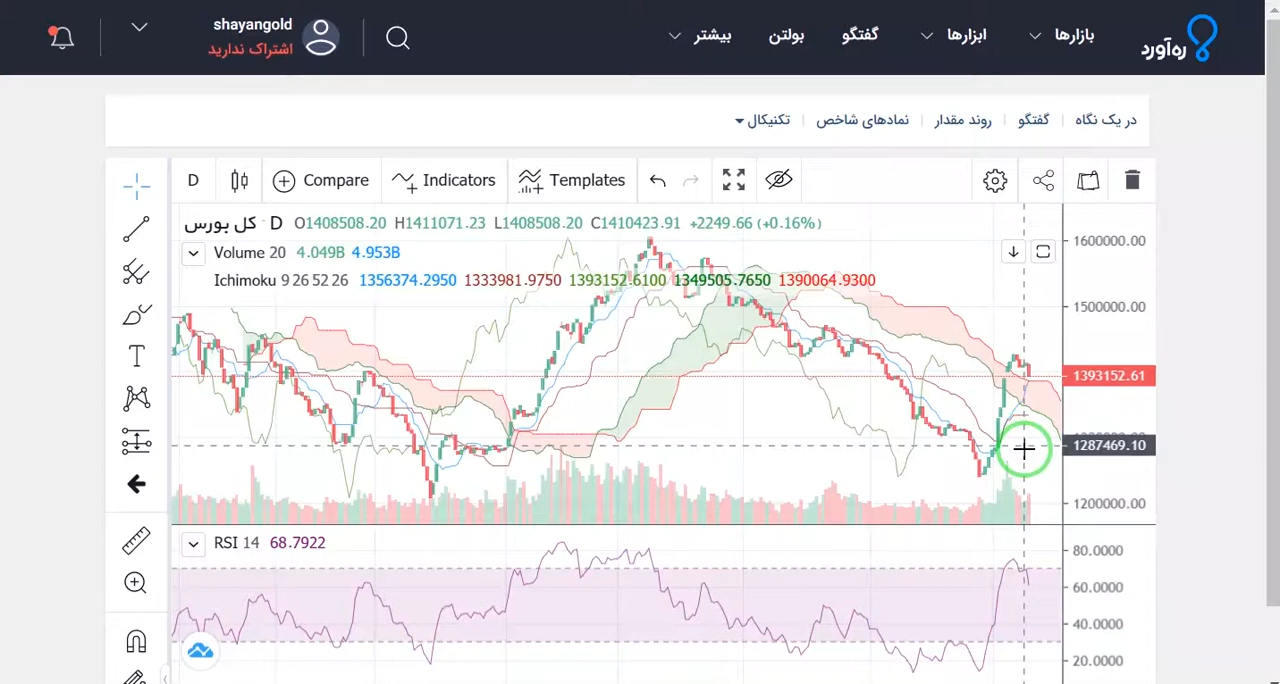 shayangold
اشتراک ندارید
بازارها
ابزارها
گفتگو
بولتن
بیشتر
ره‌آورد
در یک نگاه | گفتگو | روند مقدار | نمادهای شاخص | تکنیکال
D
Compare
Indicators
Templates
کل بورس · D O1408508.20 H1411071.23 L1408508.20 C1410423.91 +2249.66 (+0.16%)
Volume 20 4.049B 4.953B
Ichimoku 9 26 52 26 1356374.2950 1333981.9750 1393152.6100 1349505.7650 1390064.9300
1600000.00
1500000.00
1393152.61
1287469.10
1200000.00
RSI 14 68.7922
80.0000
60.0000
40.0000
20.0000